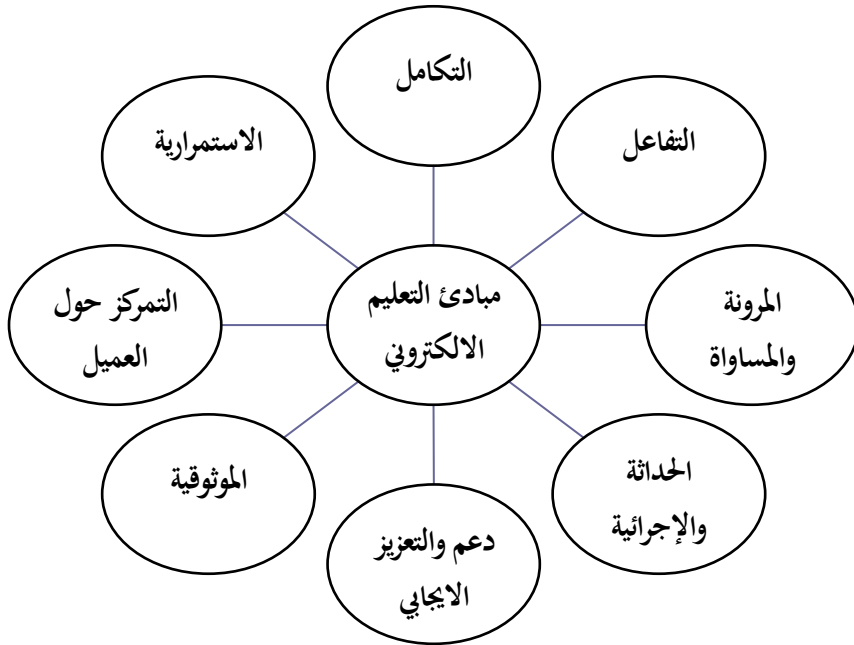 التكامل
التفاعل
الاستمرارية
المرونة
والمساواة
مبادئ التعليم
الالكتروني
التمركز حول
العميل
الحداثة
والإجرائية
الموثوقية
دعم والتعزيز
الايجابي